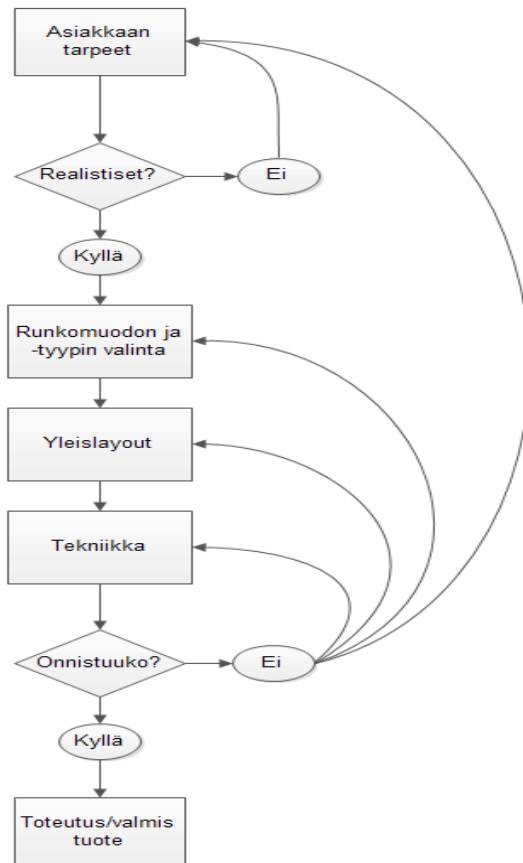 Asiakkaan
tarpeet
Realistiset?
Ei
Kyllä
Runkomuodon ja
-tyypin valinta
Yleislayout
Tekniikka
Onnistuuko?
Ei
Kyllä
Toteutus/valmis
tuote